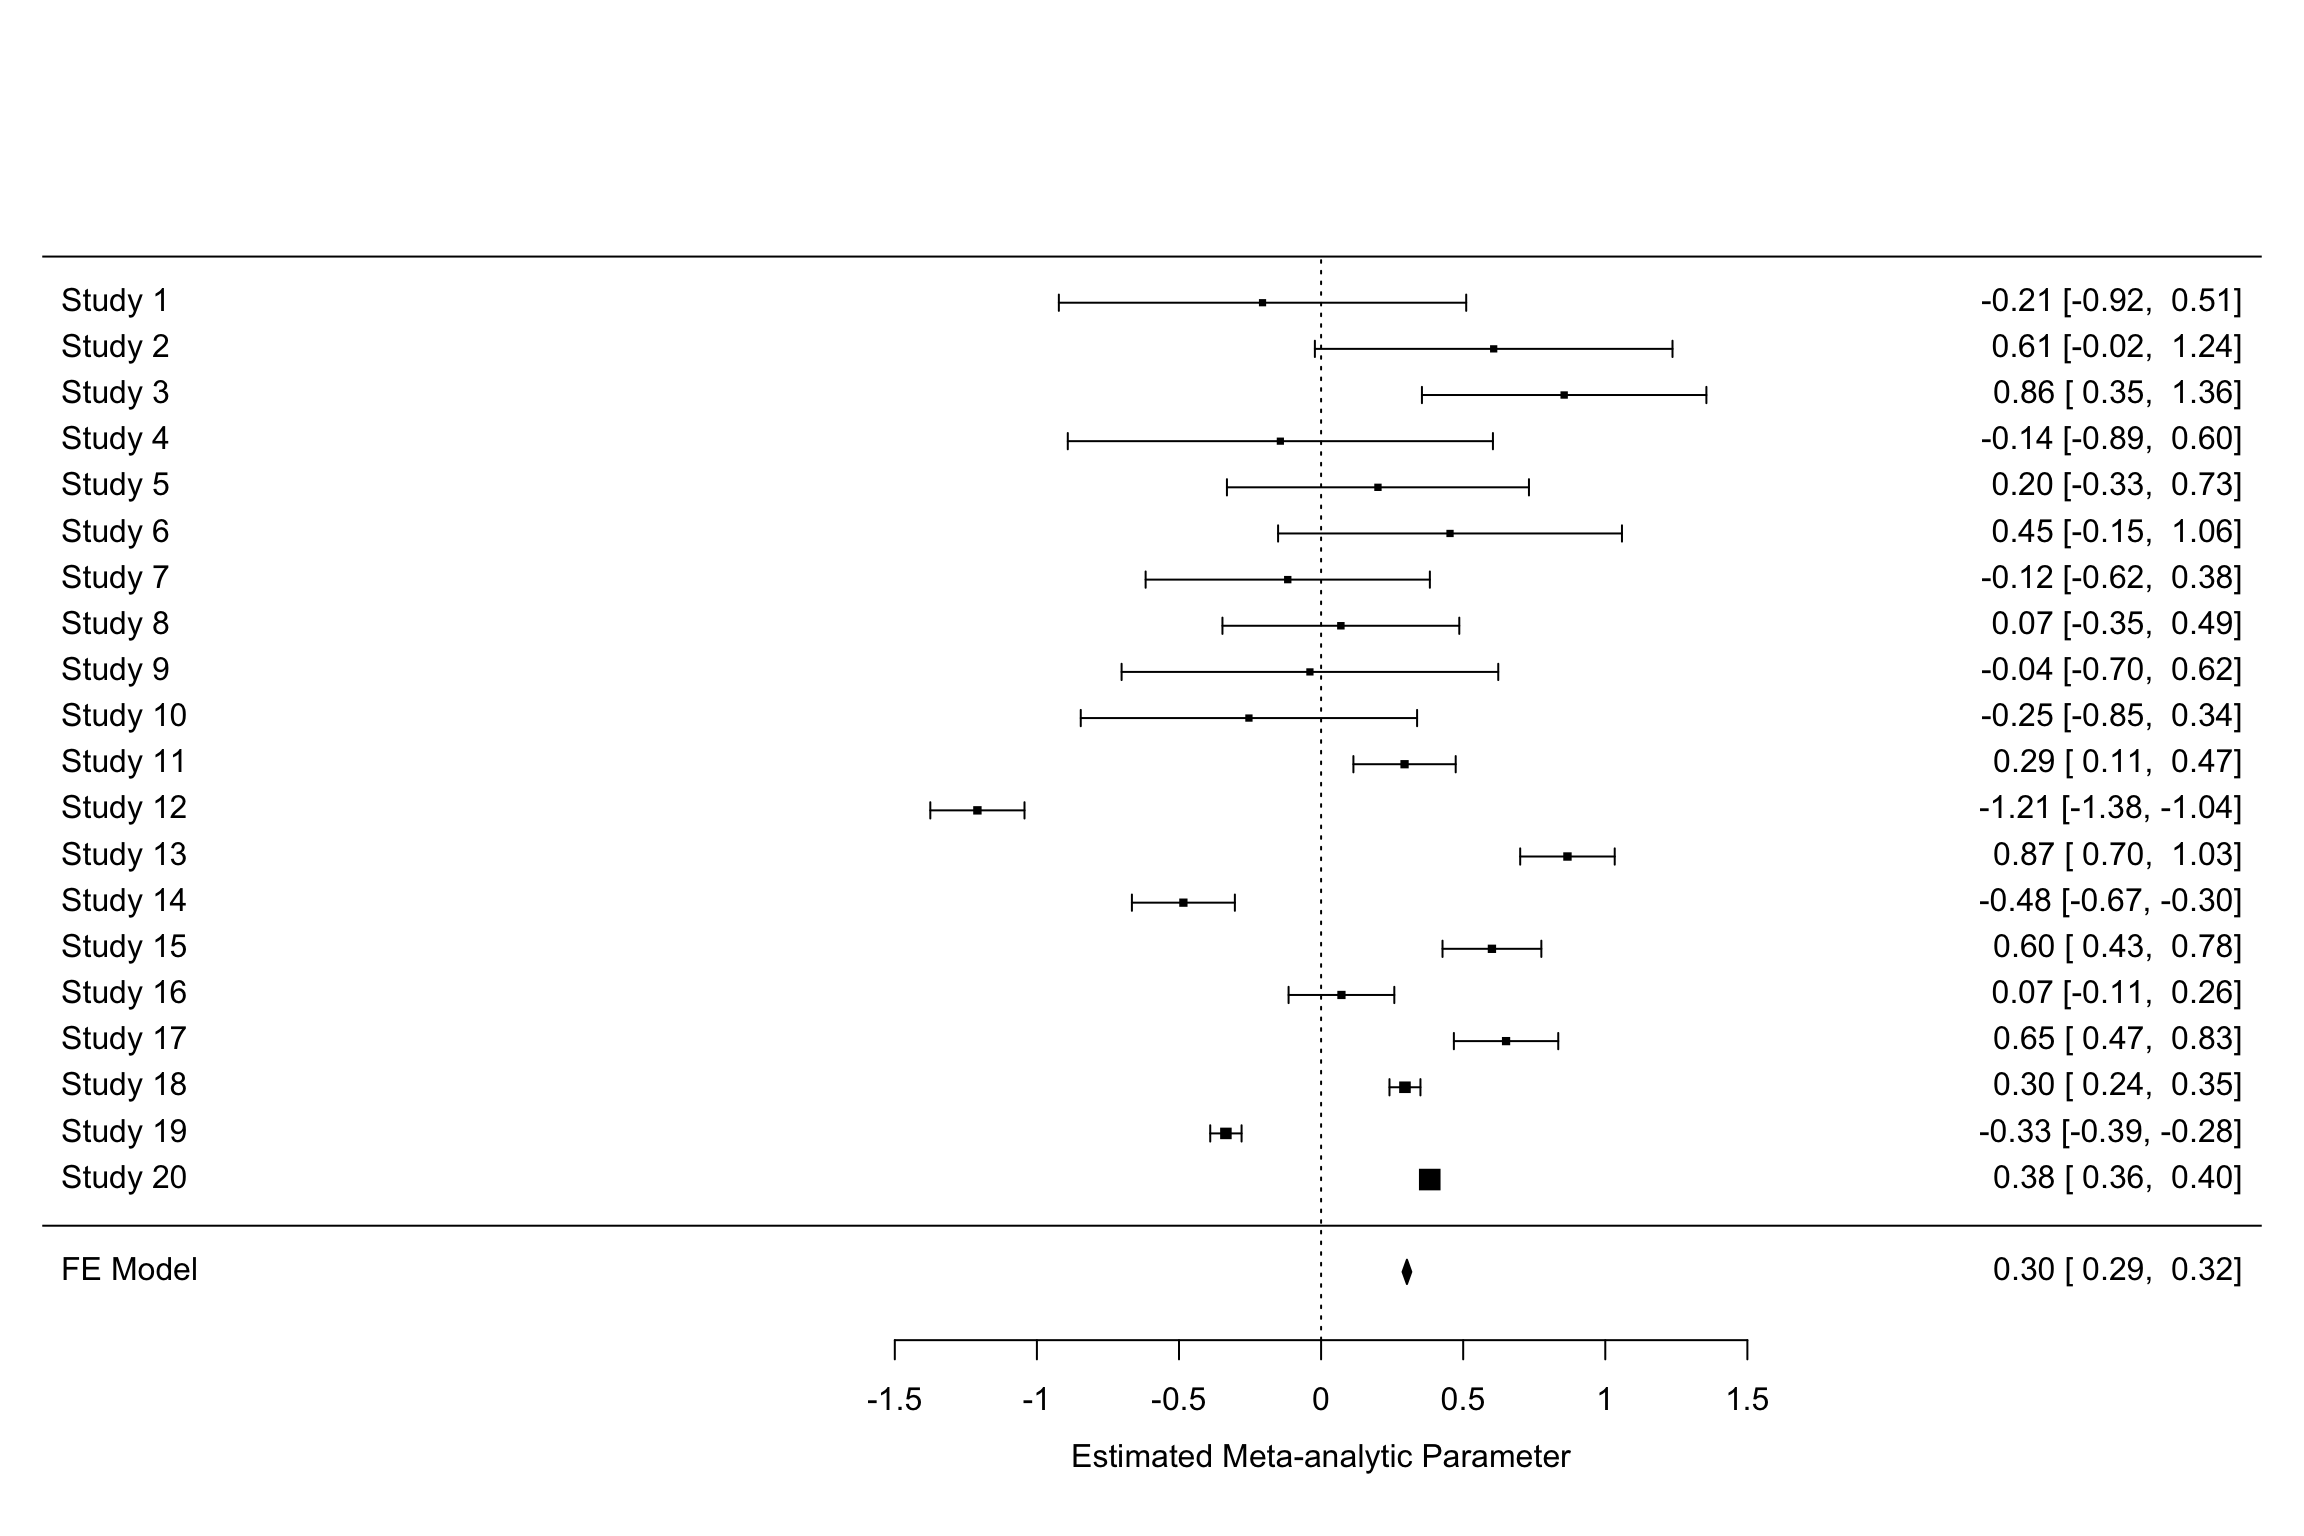 Study 1 -0.21 [-0.92, 0.51]
Study 2 0.61 [-0.02, 1.24]
Study 3 0.86 [ 0.35, 1.36]
Study 4 -0.14 [-0.89, 0.60]
Study 5 0.20 [-0.33, 0.73]
Study 6 0.45 [-0.15, 1.06]
Study 7 -0.12 [-0.62, 0.38]
Study 8 0.07 [-0.35, 0.49]
Study 9 -0.04 [-0.70, 0.62]
Study 10 -0.25 [-0.85, 0.34]
Study 11 0.29 [ 0.11, 0.47]
Study 12 -1.21 [-1.38, -1.04]
Study 13 0.87 [ 0.70, 1.03]
Study 14 -0.48 [-0.67, -0.30]
Study 15 0.60 [ 0.43, 0.78]
Study 16 0.07 [-0.11, 0.26]
Study 17 0.65 [ 0.47, 0.83]
Study 18 0.30 [ 0.24, 0.35]
Study 19 -0.33 [-0.39, -0.28]
Study 20 0.38 [ 0.36, 0.40]
FE Model 0.30 [ 0.29, 0.32]
-1.5 -1 -0.5 0 0.5 1 1.5
Estimated Meta-analytic Parameter